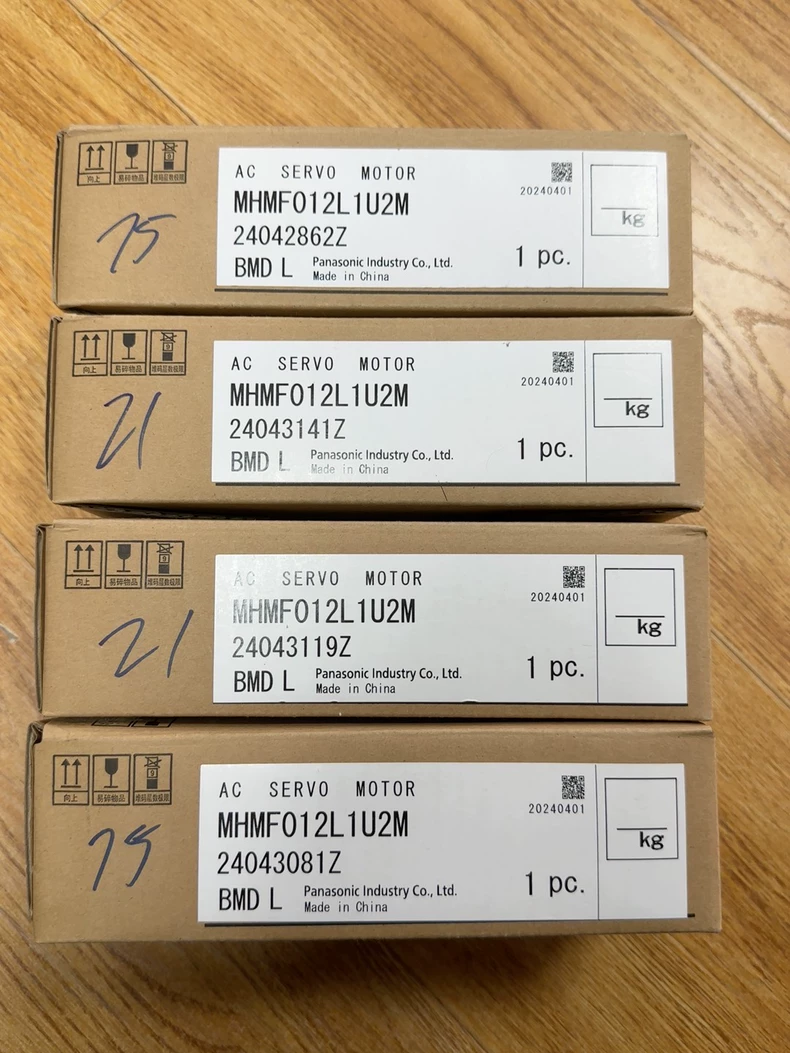 向上 易碎物品 堆码层数极限
75
AC SERVO MOTOR
20240401
MHMF012L1U2M
24042862Z
1 pc.
BMD L Panasonic Industry Co., Ltd.
Made in China
kg
向上 易碎物品 堆码层数极限
21
AC SERVO MOTOR
20240401
MHMF012L1U2M
24043141Z
1 pc.
BMD L Panasonic Industry Co., Ltd.
Made in China
kg
9
向上 易碎物品 堆码层数极限
21
AC SERVO MOTOR
20240401
MHMF012L1U2M
24043119Z
1 pc.
BMD L Panasonic Industry Co., Ltd.
Made in China
kg
9
向上 易碎物品 堆码层数极限
AC SERVO MOTOR
20240401
MHMF012L1U2M
24043081Z
1 pc.
BMD L Panasonic Industry Co., Ltd.
Made in China
kg